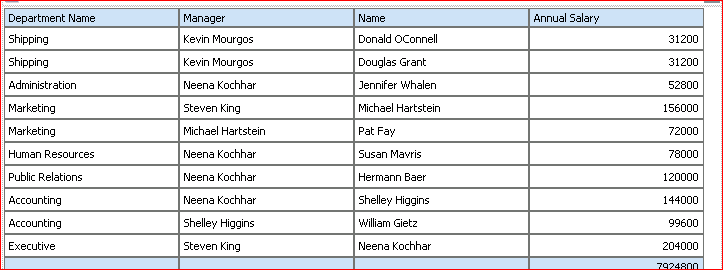 Department Name Manager Name Annual Salary
Shipping Kevin Mourgos Donald OConnell 31200
Shipping Kevin Mourgos Douglas Grant 31200
Administration Neena Kochhar Jennifer Whalen 52800
Marketing Steven King Michael Hartstein 156000
Marketing Michael Hartstein Pat Fay 72000
Human Resources Neena Kochhar Susan Mavris 78000
Public Relations Neena Kochhar Hermann Baer 120000
Accounting Neena Kochhar Shelley Higgins 144000
Accounting Shelley Higgins William Gietz 99600
Executive Steven King Neena Kochhar 204000
7924800